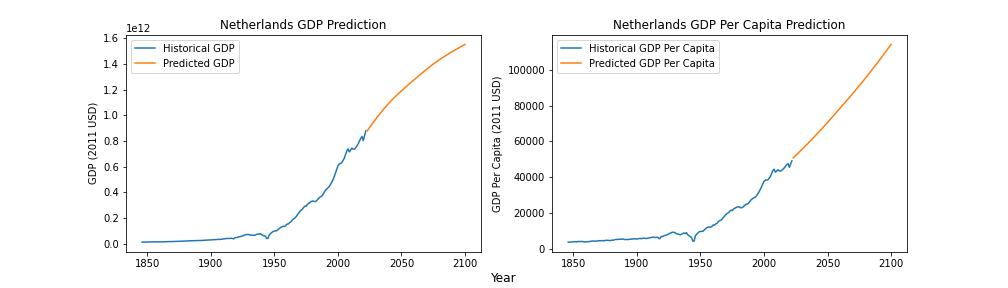 Netherlands GDP Prediction
1e12
1.6
1.4
1.2
1.0
0.8
0.6
0.4
0.2
0.0
GDP (2011 USD)
Historical GDP
Predicted GDP
1850 1900 1950 2000 2050 2100
Netherlands GDP Per Capita Prediction
100000
80000
60000
40000
20000
0
GDP Per Capita (2011 USD)
Historical GDP Per Capita
Predicted GDP Per Capita
1850 1900 1950 2000 2050 2100
Year